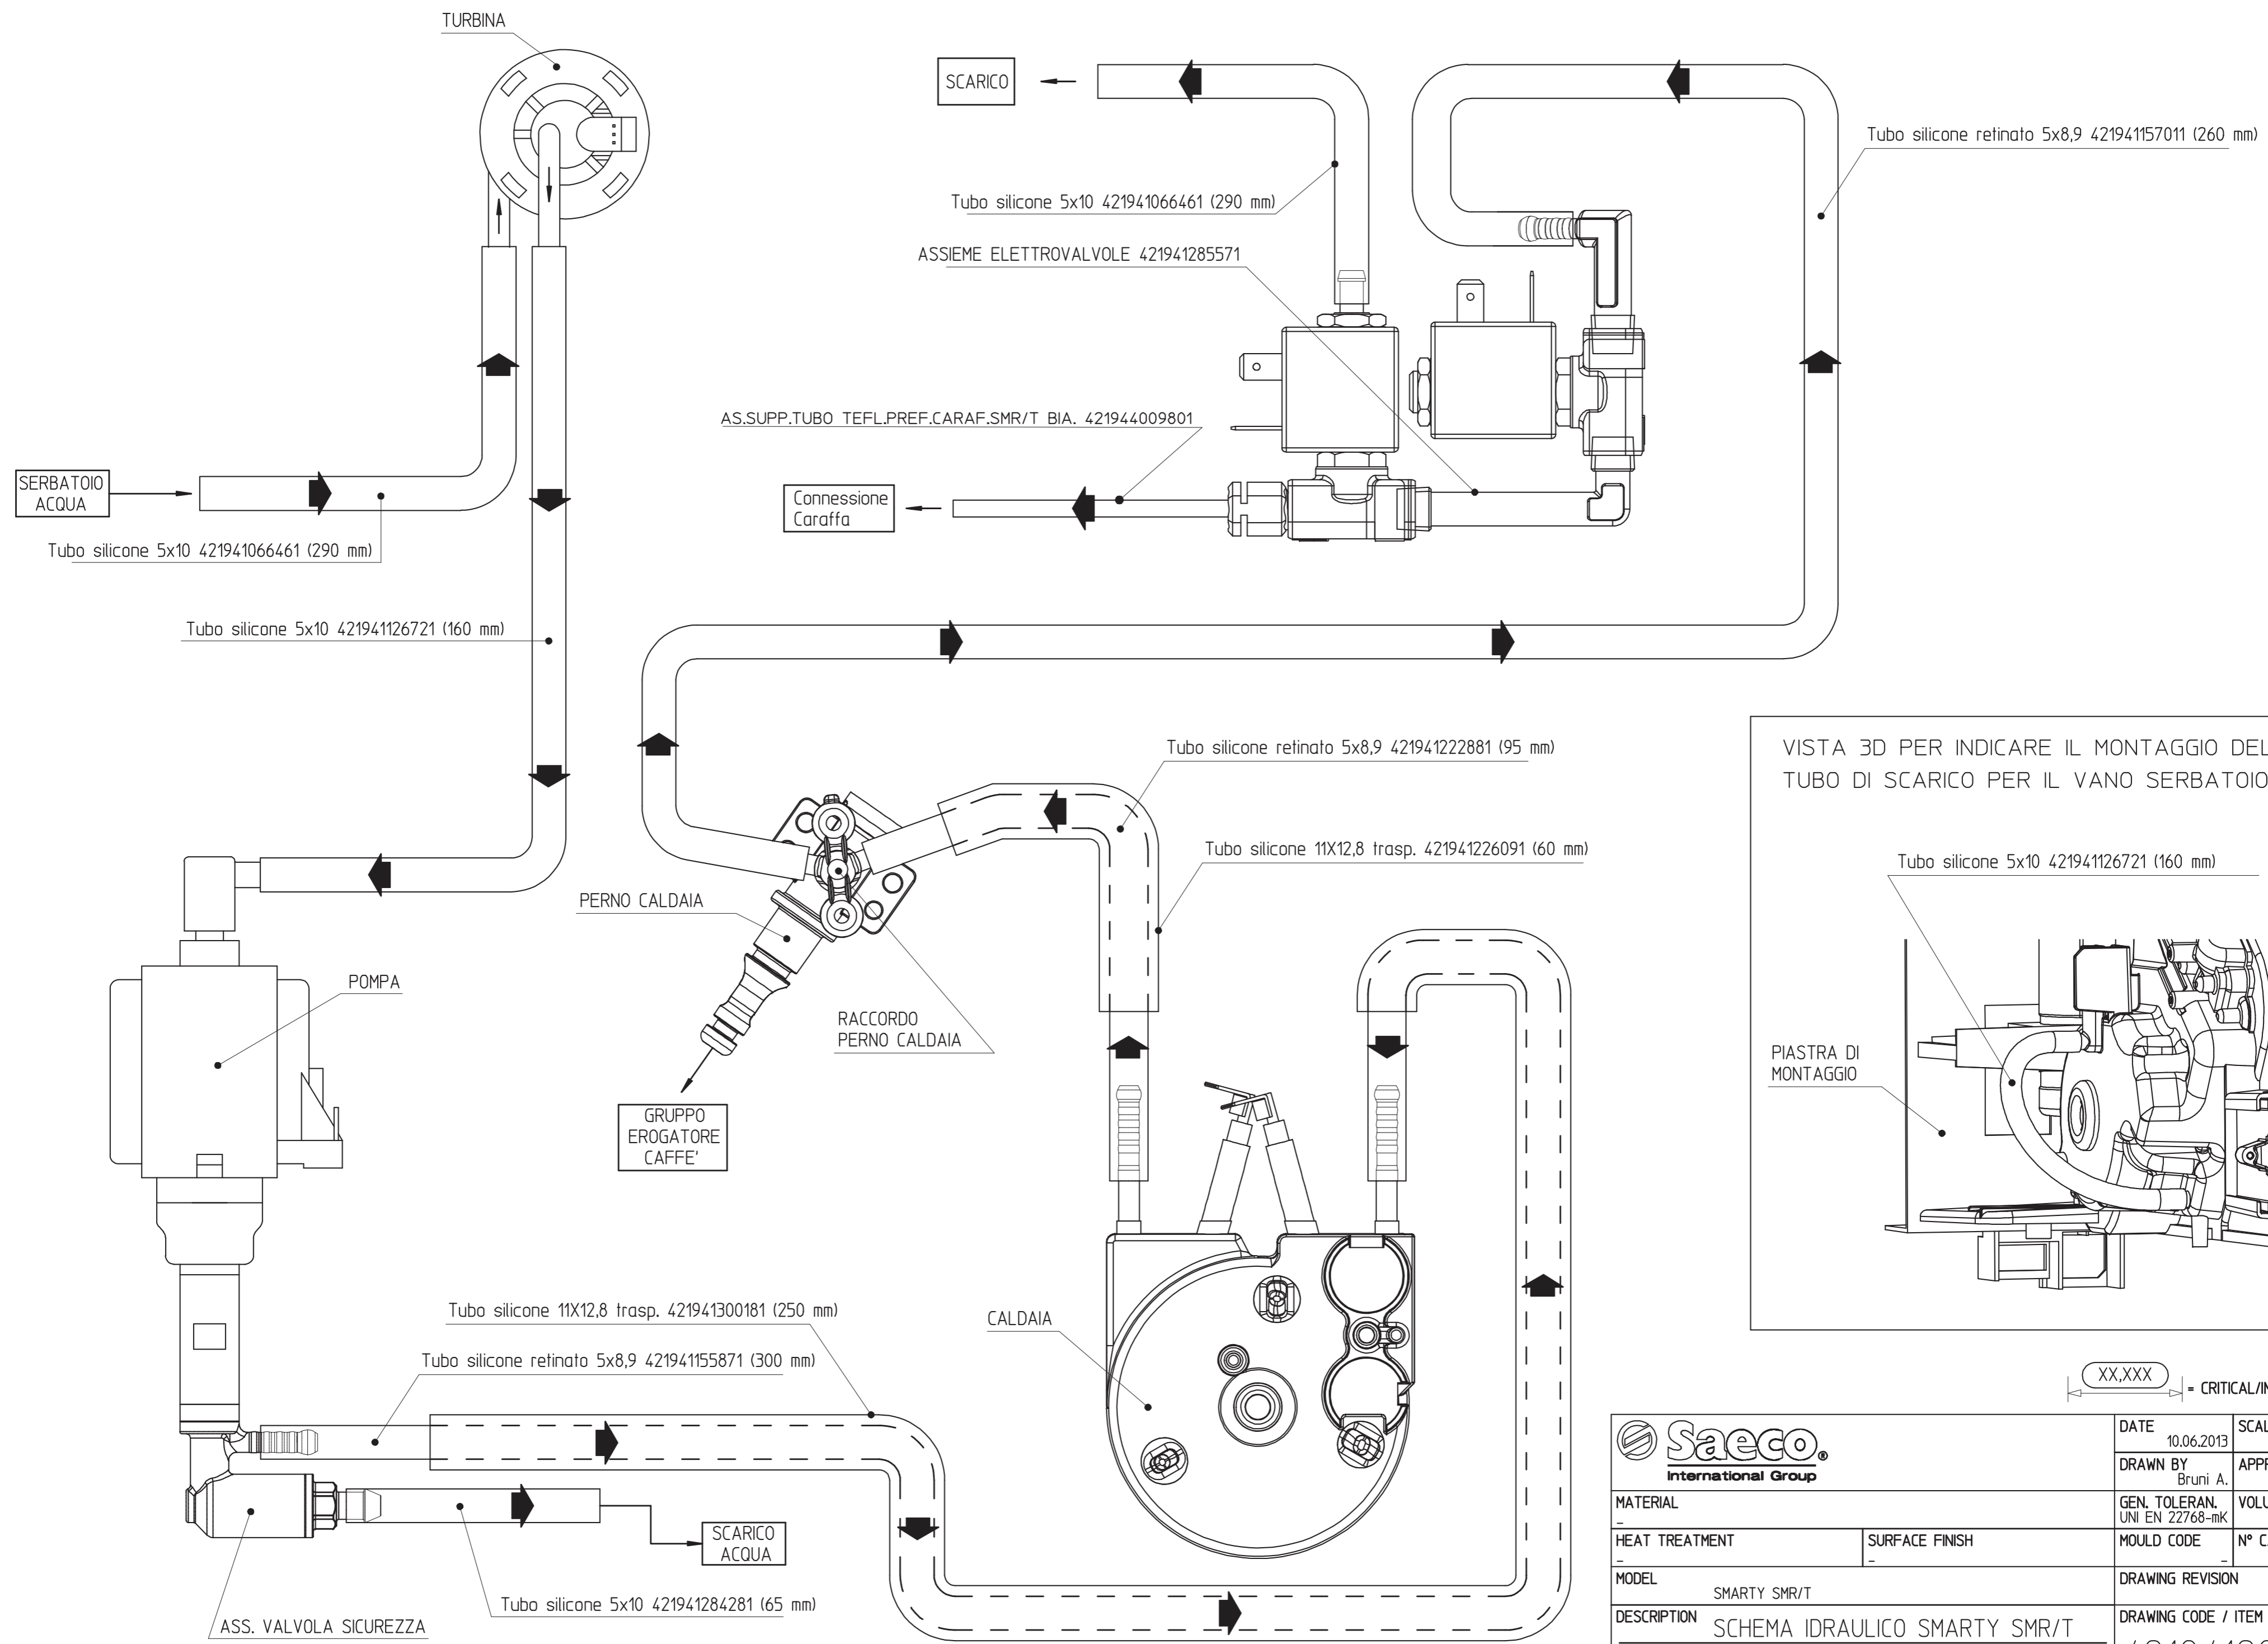 TURBINA
SCARICO
Tubo silicone retinato 5x8,9 421941157011 (260 mm)
Tubo silicone 5x10 421941066461 (290 mm)
ASSIEME ELETTROVALVOLE 421941285571
AS.SUPP.TUBO TEFL.PREF.CARAF.SMR/T BIA. 421944009801
SERBATOIO
ACQUA
Connessione
Caraffa
Tubo silicone 5x10 421941066461 (290 mm)
Tubo silicone 5x10 421941126721 (160 mm)
Tubo silicone retinato 5x8,9 421941222881 (95 mm)
VISTA 3D PER INDICARE IL MONTAGGIO DEL
TUBO DI SCARICO PER IL VANO SERBATOIO
Tubo silicone 11X12,8 trasp. 421941226091 (60 mm)
Tubo silicone 5x10 421941126721 (160 mm)
PERNO CALDAIA
POMPA
RACCORDO
PERNO CALDAIA
PIASTRA DI
MONTAGGIO
GRUPPO
EROGATORE
CAFFE'
Tubo silicone 11X12,8 trasp. 421941300181 (250 mm)
CALDAIA
Tubo silicone retinato 5x8,9 421941155871 (300 mm)
XX,XXX
= CRITICAL/IN
SCARICO
ACQUA
Tubo silicone 5x10 421941284281 (65 mm)
ASS. VALVOLA SICUREZZA
Saeco®
International Group
DATE
10.06.2013
SCAL
DRAWN BY
Bruni A.
APPR
MATERIAL
-
GEN. TOLERAN.
UNI EN 22768-mK
VOLU
HEAT TREATMENT
-
SURFACE FINISH
-
MOULD CODE
-
N° C
MODEL
SMARTY SMR/T
DRAWING REVISION
DESCRIPTION
SCHEMA IDRAULICO SMARTY SMR/T
DRAWING CODE / ITEM